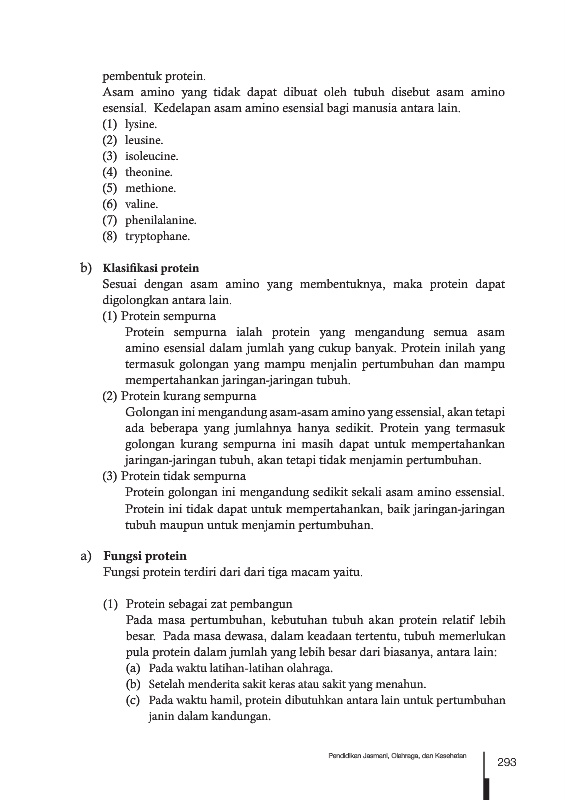 pembentuk protein.
Asam amino yang tidak dapat dibuat oleh tubuh disebut asam amino
esensial. Kedelapan asam amino esensial bagi manusia antara lain.
(1) lysine.
(2) leusine.
(3) isoleucine.
(4) theonine.
(5) methione.
(6) valine.
(7) phenilalanine.
(8) tryptophane.
b) Klasifikasi protein
Sesuai dengan asam amino yang membentuknya, maka protein dapat
digolongkan antara lain.
(1) Protein sempurna
Protein sempurna ialah protein yang mengandung semua asam
amino esensial dalam jumlah yang cukup banyak. Protein inilah yang
termasuk golongan yang mampu menjalin pertumbuhan dan mampu
mempertahankan jaringan-jaringan tubuh.
(2) Protein kurang sempurna
Golongan ini mengandung asam-asam amino yang essensial, akan tetapi
ada beberapa yang jumlahnya hanya sedikit. Protein yang termasuk
golongan kurang sempurna ini masih dapat untuk mempertahankan
jaringan-jaringan tubuh, akan tetapi tidak menjamin pertumbuhan.
(3) Protein tidak sempurna
Protein golongan ini mengandung sedikit sekali asam amino essensial.
Protein ini tidak dapat untuk mempertahankan, baik jaringan-jaringan
tubuh maupun untuk menjamin pertumbuhan.
a) Fungsi protein
Fungsi protein terdiri dari dari tiga macam yaitu.
(1) Protein sebagai zat pembangun
Pada masa pertumbuhan, kebutuhan tubuh akan protein relatif lebih
besar. Pada masa dewasa, dalam keadaan tertentu, tubuh memerlukan
pula protein dalam jumlah yang lebih besar dari biasanya, antara lain:
(a) Pada waktu latihan-latihan olahraga.
(b) Setelah menderita sakit keras atau sakit yang menahun.
(c) Pada waktu hamil, protein dibutuhkan antara lain untuk pertumbuhan
janin dalam kandungan.
Pendidikan Jasmani, Olahraga, dan Kesehatan
293